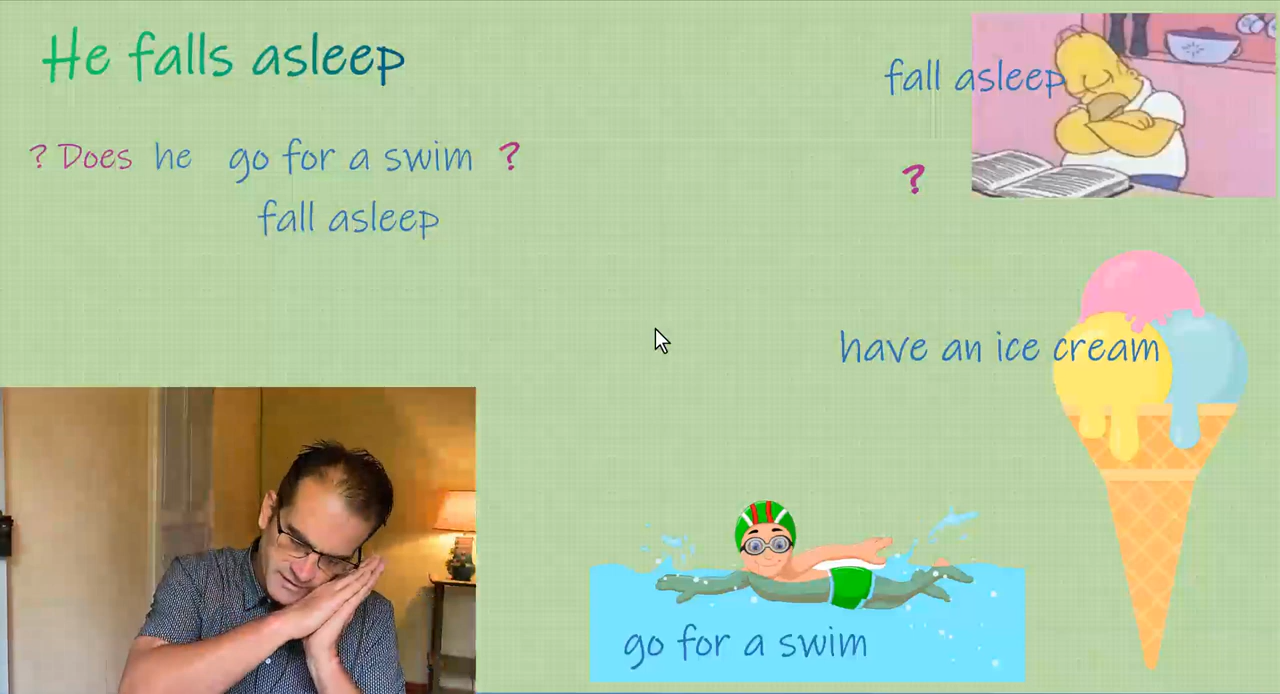 He falls asleep
? Does he go for a swim ?
fall asleep
fall asleep
?
have an ice cream
go for a swim